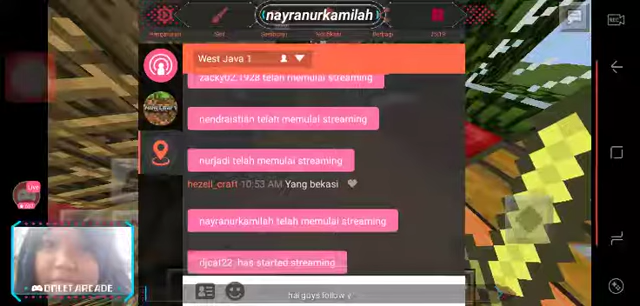 nayranurkamilah
West Java 1
zacky02.1928 telah memulai streaming
nendraistian telah memulai streaming
nurjadi telah memulai streaming
hezell_craft 10:53 AM Yang bekasi
nayranurkamilah telah memulai streaming
djcat22 has started streaming
hai guys follow y
Live
OMLET ARCADE
REC